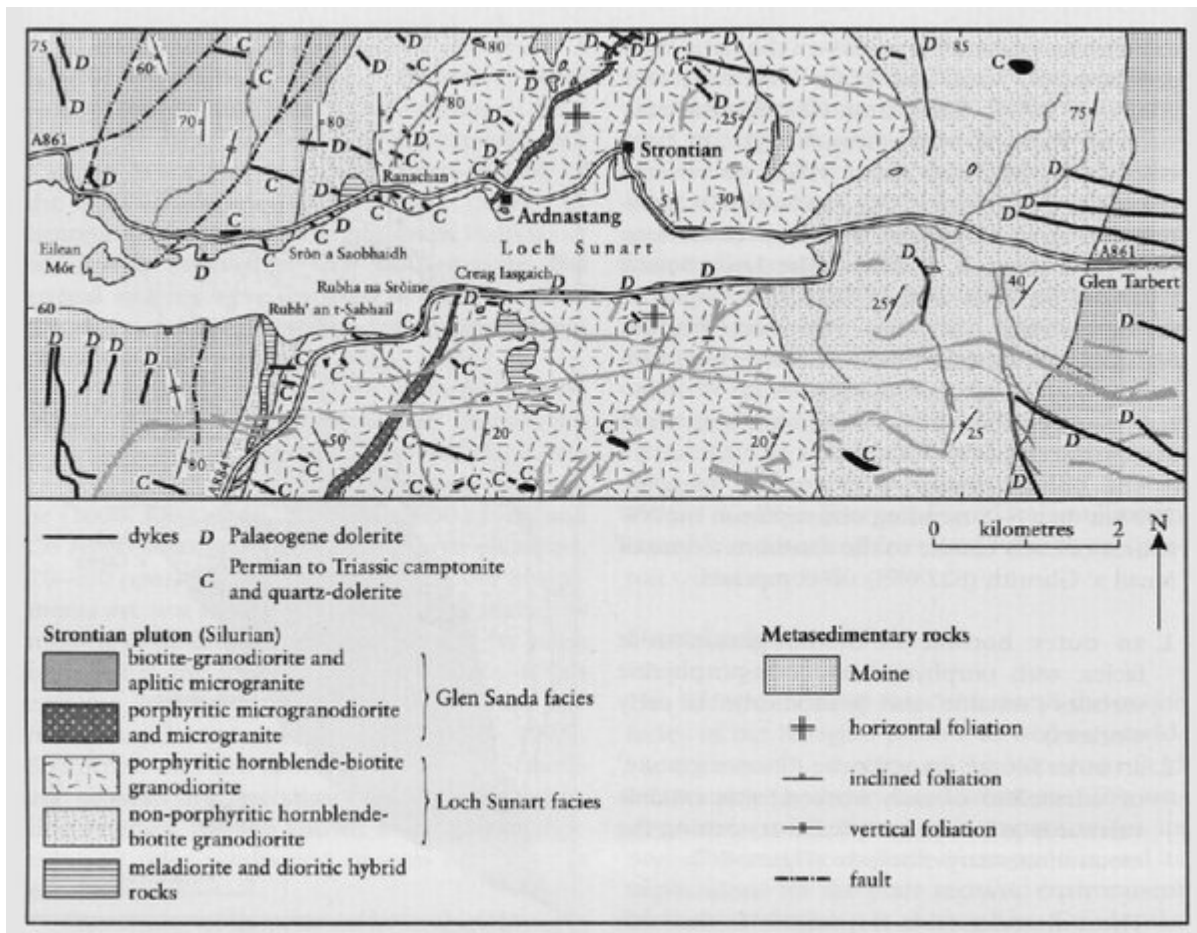 75
D
60
C
80
D
85
C
75
D
70
80
A861
D
25
D
C
Strontian
Ranachan
D
C
Ardnastang
5
30
Eilean
Mór
D
C
Sròn a Saobhaidh
Loch Sunart
Creag Iasgaich
Rubha na Sròine
Rubh' an t-Sabhail
A861
Glen Tarbert
60
D
D
D
C
25
40
D
50
20
20
25
80
A884
C
C
C
D
0 kilometres 2
N
dykes
D Palaeogene dolerite
C Permian to Triassic camptonite
and quartz-dolerite
Strontian pluton (Silurian)
biotite-granodiorite and
aplitic microgranite
porphyritic microgranodiorite
and microgranite
Glen Sanda facies
porphyritic hornblende-biotite
granodiorite
non-porphyritic hornblende-
biotite granodiorite
Loch Sunart facies
meladiorite and dioritic hybrid
rocks
Metasedimentary rocks
Moine
horizontal foliation
inclined foliation
vertical foliation
fault